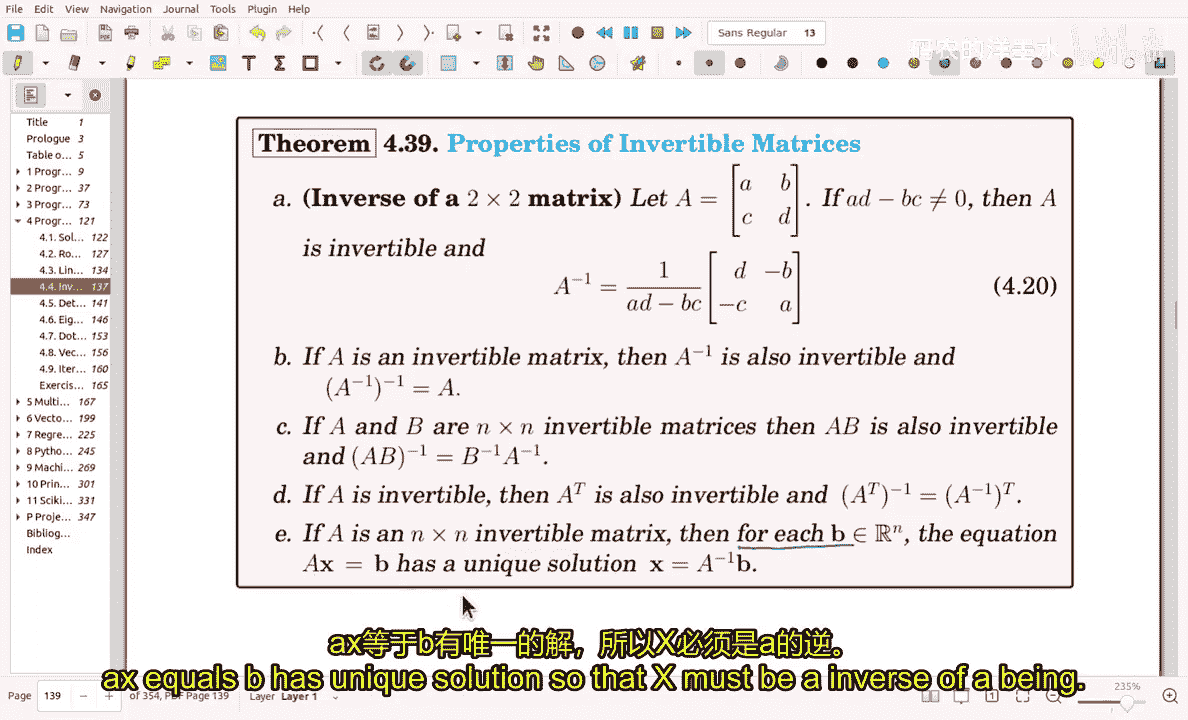 File Edit View Navigation Journal Tools Plugin Help
Sans Regular 13
Title 1
Prologue 3
Table o... 5
1 Progr... 9
2 Progr... 37
3 Progr... 73
4 Progr... 121
4.1. Sol... 122
4.2. Ro... 127
4.3. Lin... 134
4.4. Inv... 137
4.5. Det... 141
4.6. Eig... 146
4.7. Dot... 153
4.8. Vec... 156
4.9. Iter... 160
Exercis... 165
5 Multi... 167
6 Vecto... 199
7 Regre... 225
8 Pytho... 245
9 Machi... 269
10 Prin... 301
11 Sciki... 331
P Proje... 347
Bibliog...
Index
Theorem 4.39. Properties of Invertible Matrices
a. (Inverse of a 2 × 2 matrix) Let A = [a b; c d]. If ad − bc ≠ 0, then A
is invertible and
A⁻¹ = 1/(ad − bc) [d −b; −c a] (4.20)
b. If A is an invertible matrix, then A⁻¹ is also invertible and
(A⁻¹)⁻¹ = A.
c. If A and B are n × n invertible matrices then AB is also invertible
and (AB)⁻¹ = B⁻¹A⁻¹.
d. If A is invertible, then Aᵀ is also invertible and (Aᵀ)⁻¹ = (A⁻¹)ᵀ.
e. If A is an n × n invertible matrix, then for each b ∈ ℝⁿ, the equation
Ax = b has a unique solution x = A⁻¹b.
ax等于b有唯一的解，所以X必须是a的逆。
ax equals b has unique solution so that X must be a inverse of a being.
Page 139 − + of 354, PDF Page 139 Layer Layer 1
235%